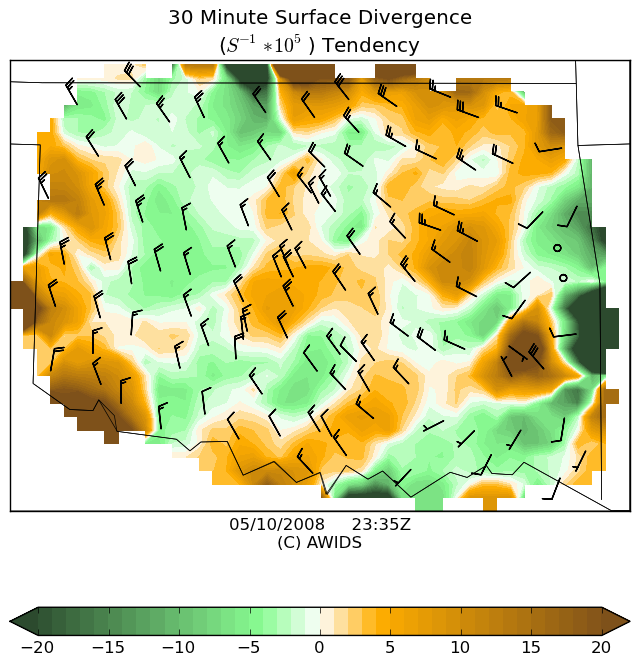 30 Minute Surface Divergence
(S⁻¹ *10⁵ ) Tendency
05/10/2008 23:35Z
(C) AWIDS
−20 −15 −10 −5 0 5 10 15 20